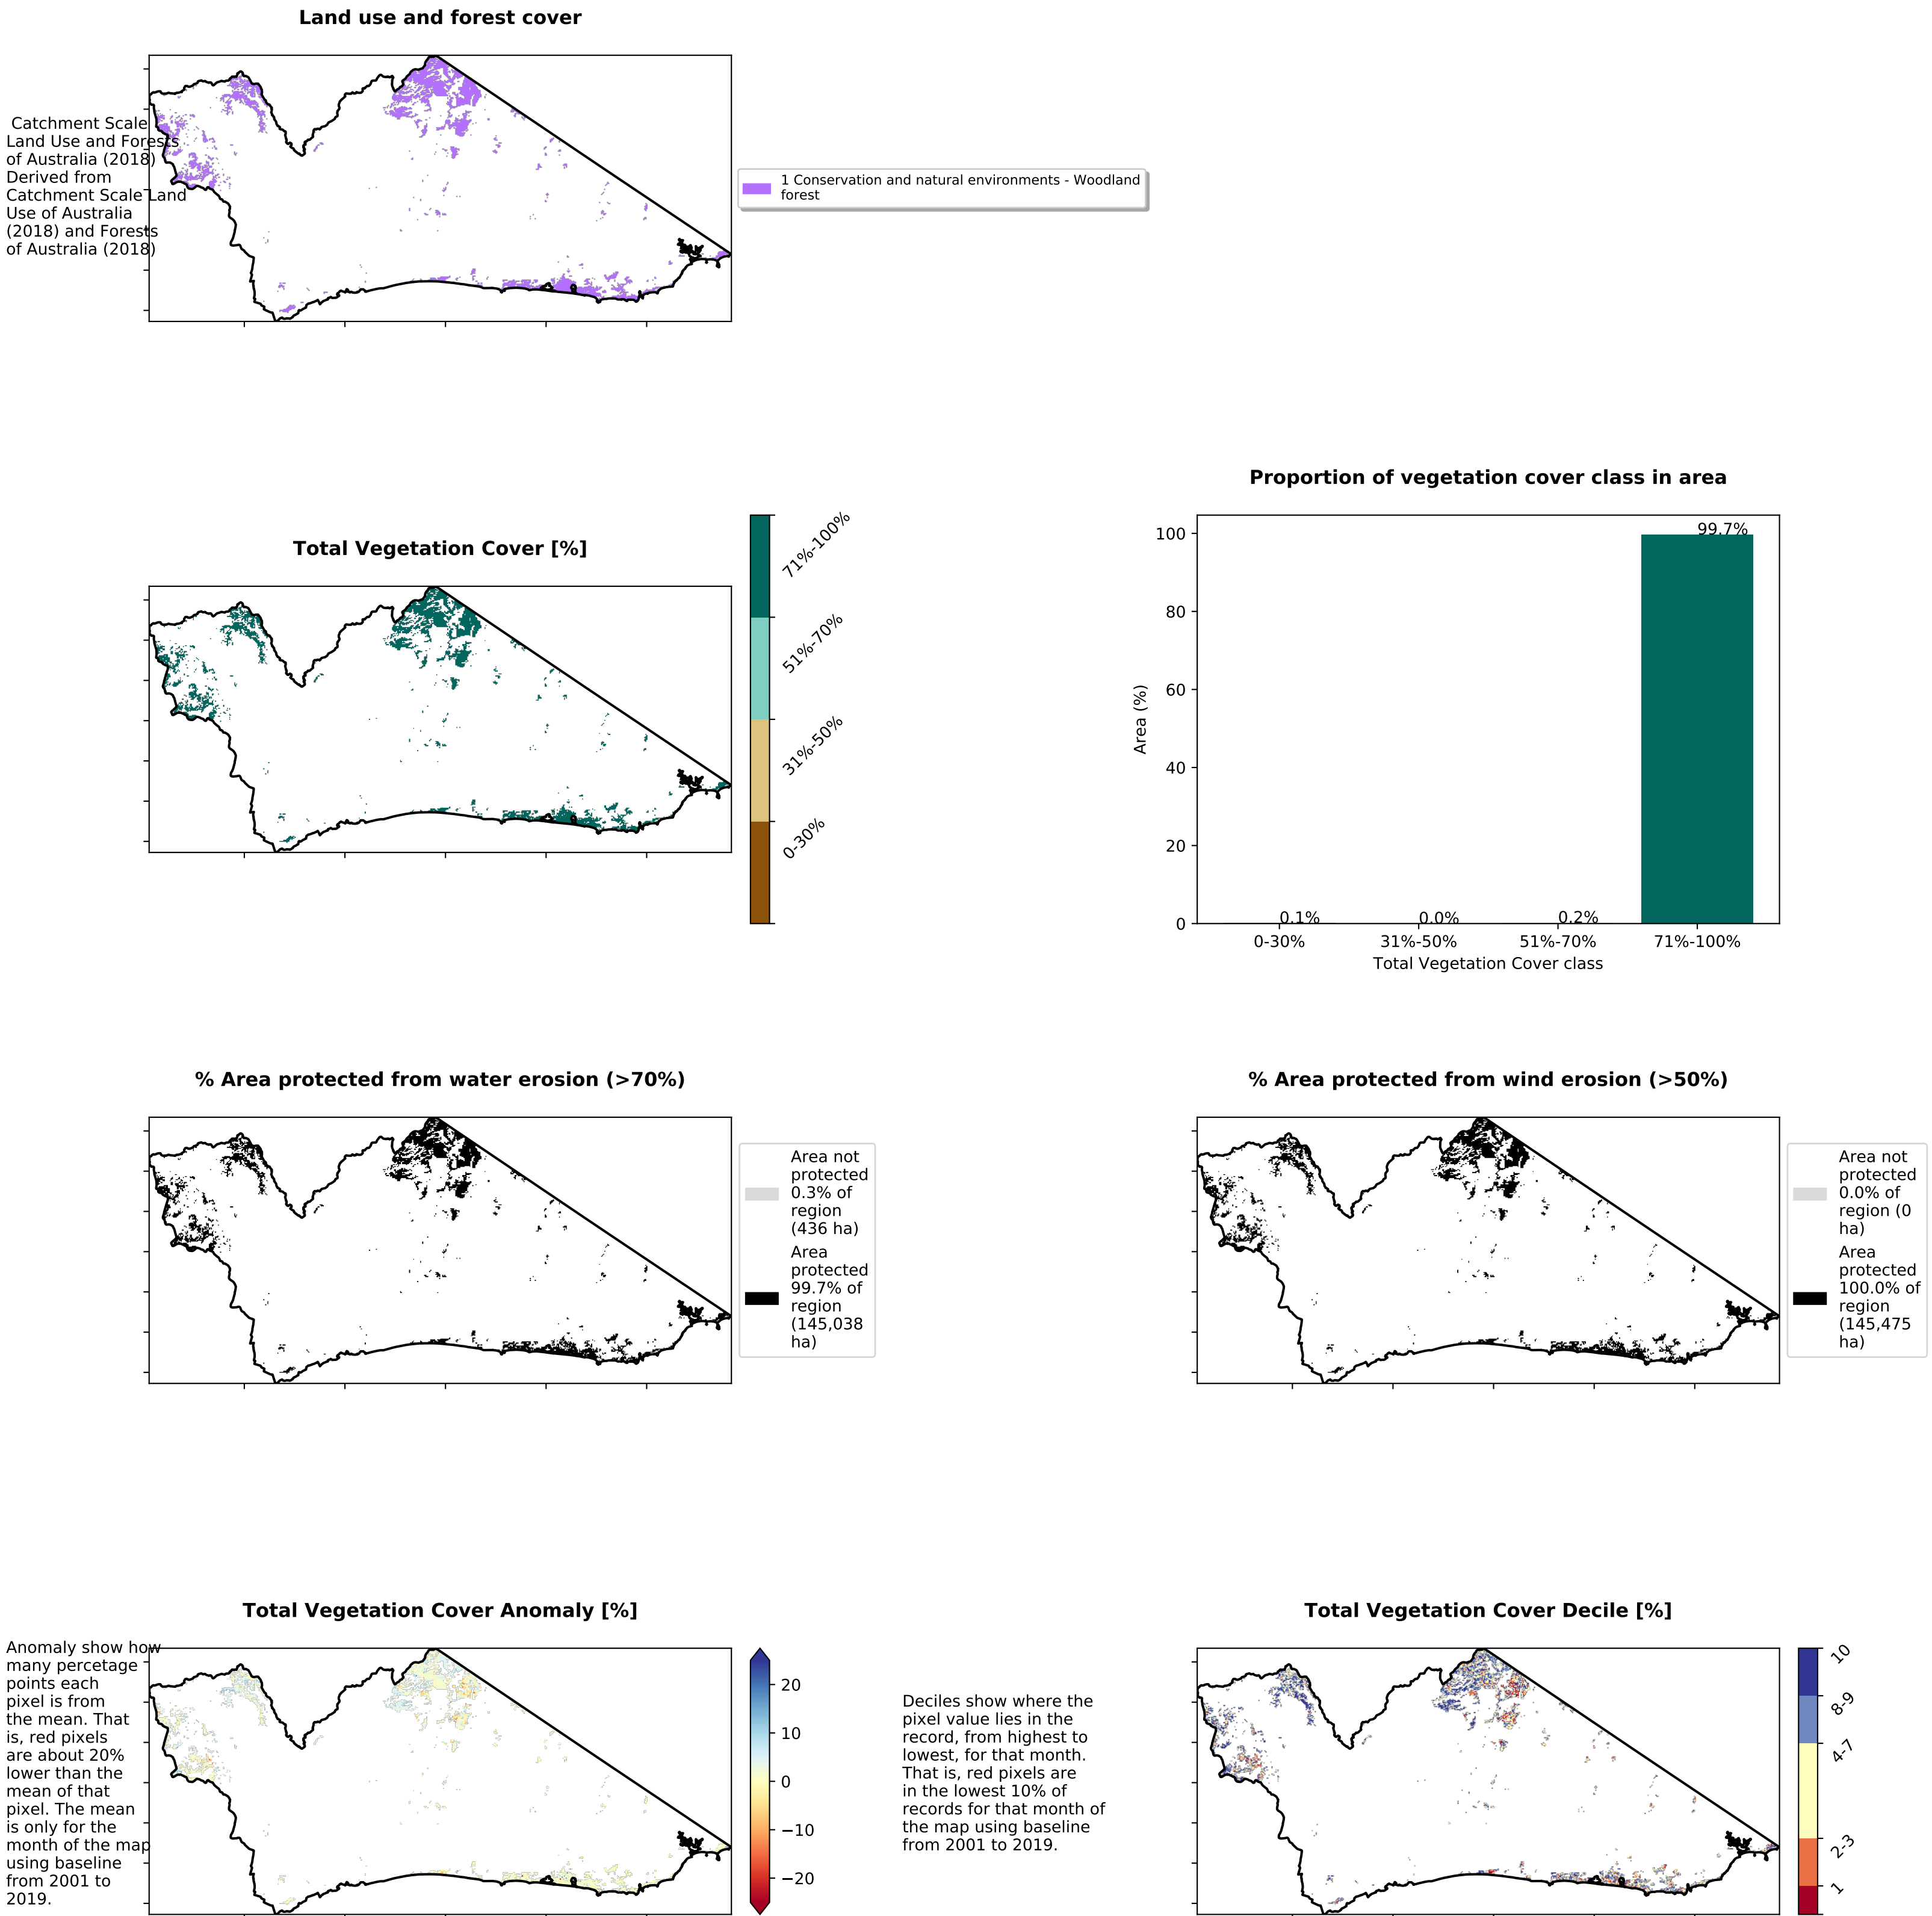 Land use and forest cover
Catchment Scale
Land Use and Forests
of Australia (2018)
Derived from
Catchment Scale Land
Use of Australia
(2018) and Forests
of Australia (2018)
1 Conservation and natural environments - Woodland
forest
Total Vegetation Cover [%]
71%-100%
51%-70%
31%-50%
0-30%
Proportion of vegetation cover class in area
Area (%)
100
80
60
40
20
0
0.1%
0.0%
0.2%
99.7%
0-30%
31%-50%
51%-70%
71%-100%
Total Vegetation Cover class
% Area protected from water erosion (>70%)
Area not
protected
0.3% of
region
(436 ha)
Area
protected
99.7% of
region
(145,038
ha)
% Area protected from wind erosion (>50%)
Area not
protected
0.0% of
region (0
ha)
Area
protected
100.0% of
region
(145,475
ha)
Total Vegetation Cover Anomaly [%]
Anomaly show how
many percetage
points each
pixel is from
the mean. That
is, red pixels
are about 20%
lower than the
mean of that
pixel. The mean
is only for the
month of the map
using baseline
from 2001 to
2019.
20
10
0
−10
−20
Total Vegetation Cover Decile [%]
Deciles show where the
pixel value lies in the
record, from highest to
lowest, for that month.
That is, red pixels are
in the lowest 10% of
records for that month of
the map using baseline
from 2001 to 2019.
10
8-9
4-7
2-3
1